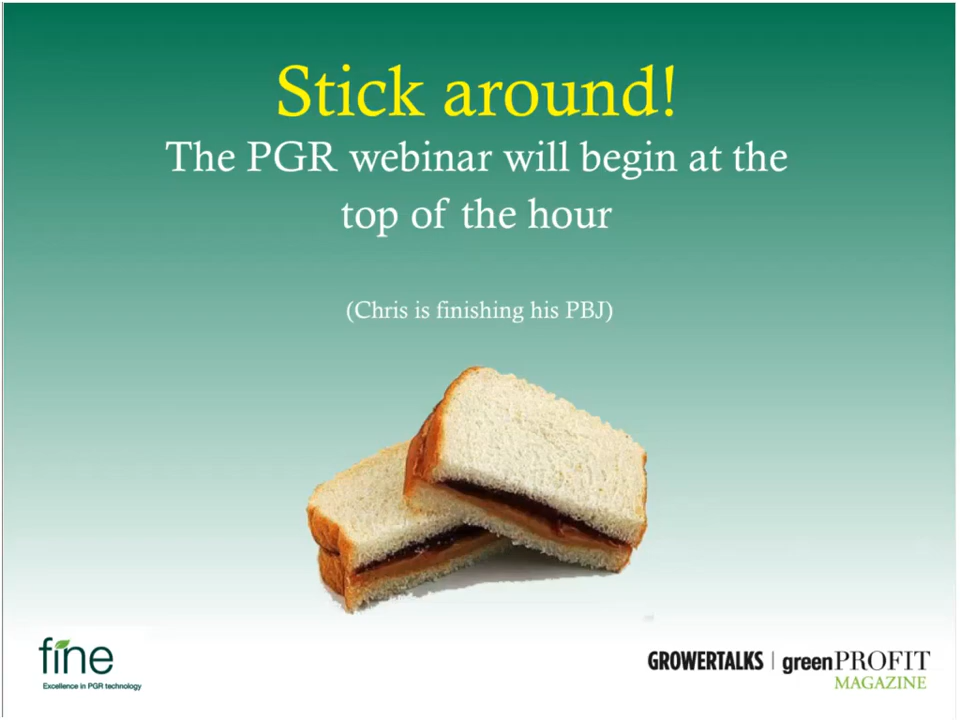 Stick around!
The PGR webinar will begin at the
top of the hour
(Chris is finishing his PBJ)
fine
Excellence in PGR technology
GROWERTALKS | greenPROFIT
MAGAZINE